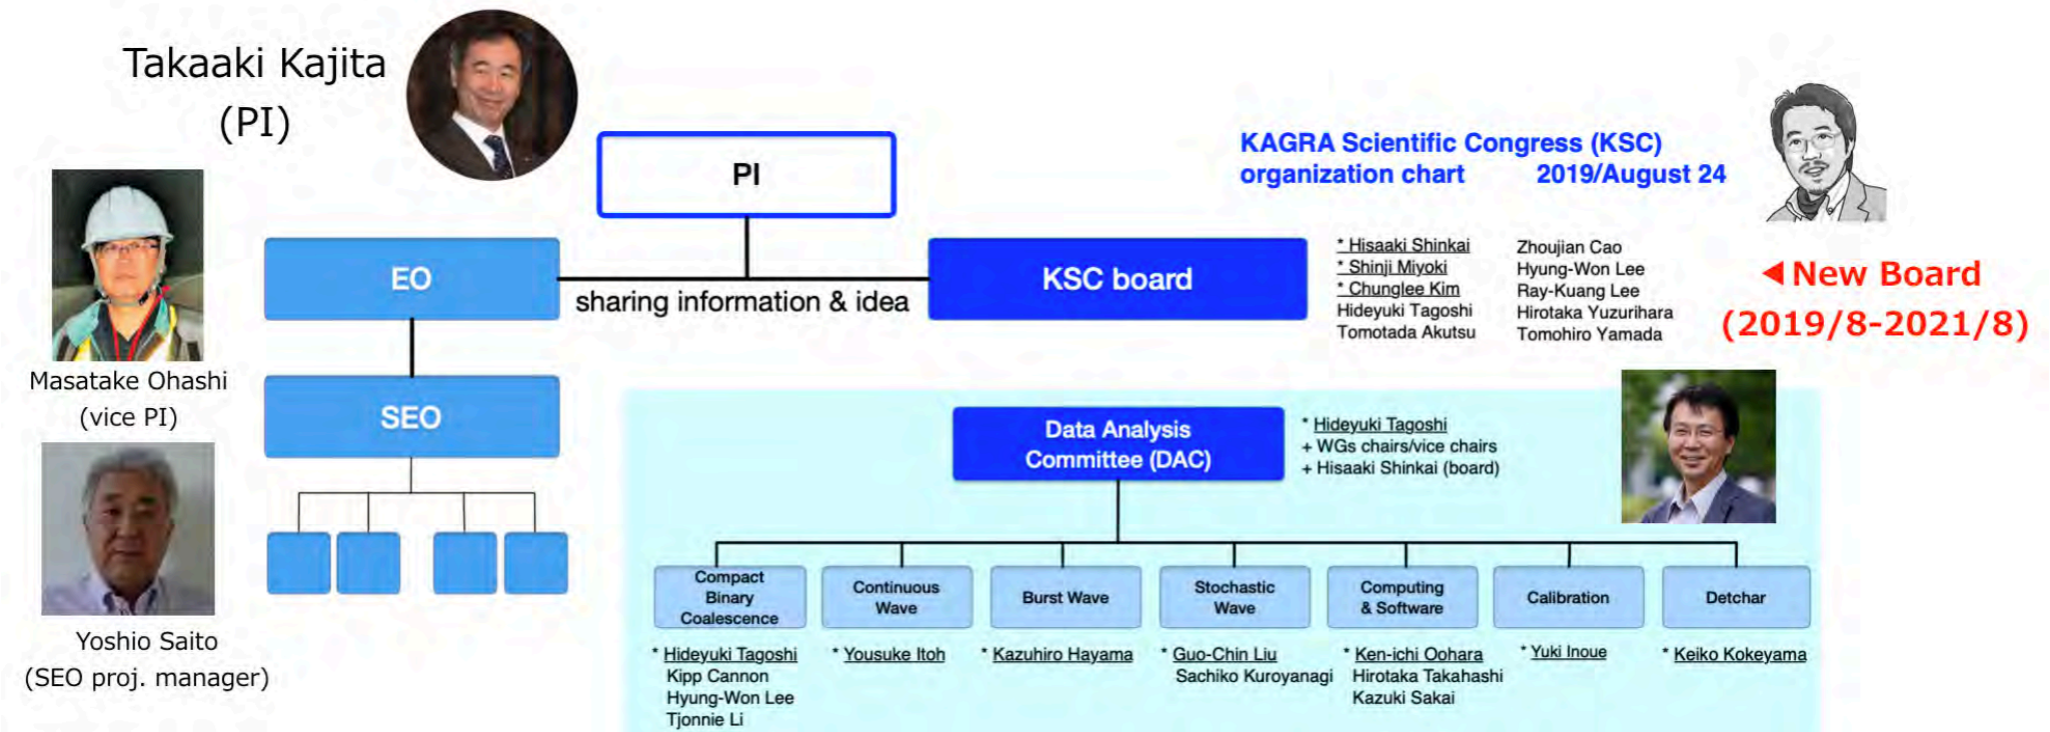 Takaaki Kajita
(PI)
PI
KAGRA Scientific Congress (KSC)
organization chart 2019/August 24
EO
sharing information & idea
KSC board
* Hisaaki Shinkai
* Shinji Miyoki
* Chunglee Kim
Hideyuki Tagoshi
Tomotada Akutsu
Zhoujian Cao
Hyung-Won Lee
Ray-Kuang Lee
Hirotaka Yuzurihara
Tomohiro Yamada
◀New Board
(2019/8-2021/8)
Masatake Ohashi
(vice PI)
SEO
Yoshio Saito
(SEO proj. manager)
Data Analysis
Committee (DAC)
* Hideyuki Tagoshi
+ WGs chairs/vice chairs
+ Hisaaki Shinkai (board)
Compact
Binary
Coalescence
* Hideyuki Tagoshi
Kipp Cannon
Hyung-Won Lee
Tjonnie Li
Continuous
Wave
* Yousuke Itoh
Burst Wave
* Kazuhiro Hayama
Stochastic
Wave
* Guo-Chin Liu
Sachiko Kuroyanagi
Computing
& Software
* Ken-ichi Oohara
Hirotaka Takahashi
Kazuki Sakai
Calibration
* Yuki Inoue
Detchar
* Keiko Kokeyama